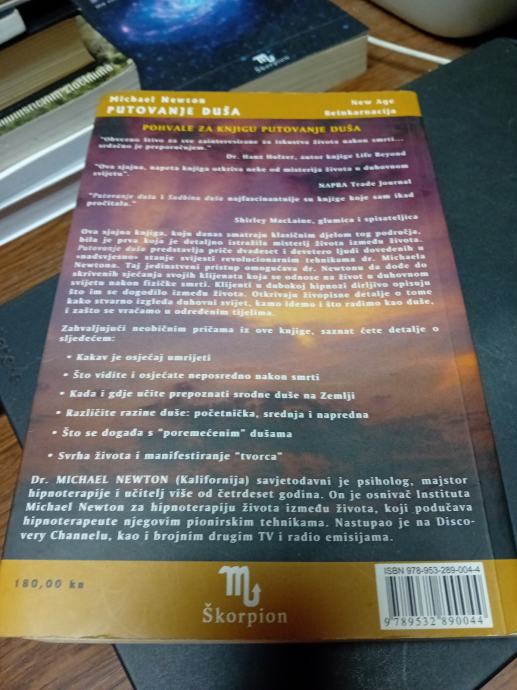 Škorpion
Michael Newton
PUTOVANJE DUŠA
New Age
Reinkarnacija
POHVALE ZA KNJIGU PUTOVANJE DUŠA
"Obvezno štivo za sve zainteresirane za iskustva života nakon smrti...
srdačno je preporučujem."
Dr. Hanz Holzer, autor knjige Life Beyond
"Ova sjajna, napeta knjiga otkriva neke od misterija života u duhovnom
svijetu".
NAPRA Trade Journal
"Putovanje duša i Sudbina duša najfascinantnije su knjige koje sam ikad
pročitala."
Shirley MacLaine, glumica i spisateljica
Ova sjajna knjiga, koju danas smatraju klasičnim djelom tog područja,
bila je prva koja je detaljno istražila misterij života između života.
Putovanje duša predstavlja priče dvadeset i devetero ljudi dovedenih u
«nadsvjesno» stanje svijesti revolucionarnim tehnikama dr. Michaela
Newtona. Taj jedinstveni pristup omogućava dr. Newtonu da dođe do
skrivenih sjećanja svojih klijenata koja se odnose na život u duhovnom
svijetu nakon fizičke smrti. Klijenti u dubokoj hipnozi dirljivo opisuju
što im se dogodilo između života. Otkrivaju živopisne detalje o tome
kako stvarno izgleda duhovni svijet, kamo idemo i što radimo kao duše,
i zašto se vraćamo u određenim tijelima.
Zahvaljujući neobičnim pričama iz ove knjige, saznat ćete detalje o
sljedećem:
• Kakav je osjećaj umrijeti
• Što vidite i osjećate neposredno nakon smrti
• Kada i gdje učite prepoznati srodne duše na Zemlji
• Različite razine duše: početnička, srednja i napredna
• Što se događa s "poremećenim" dušama
• Svrha života i manifestiranje "tvorca"
Dr. MICHAEL NEWTON (Kalifornija) savjetodavni je psiholog, majstor
hipnoterapije i učitelj više od četrdeset godina. On je osnivač Instituta
Michael Newton za hipnoterapiju života između života, koji podučava
hipnoterapeute njegovim pionirskim tehnikama. Nastupao je na Disco-
very Channelu, kao i brojnim drugim TV i radio emisijama.
180,00 kn
Škorpion
ISBN 978-953-289-004-4
9789532890044